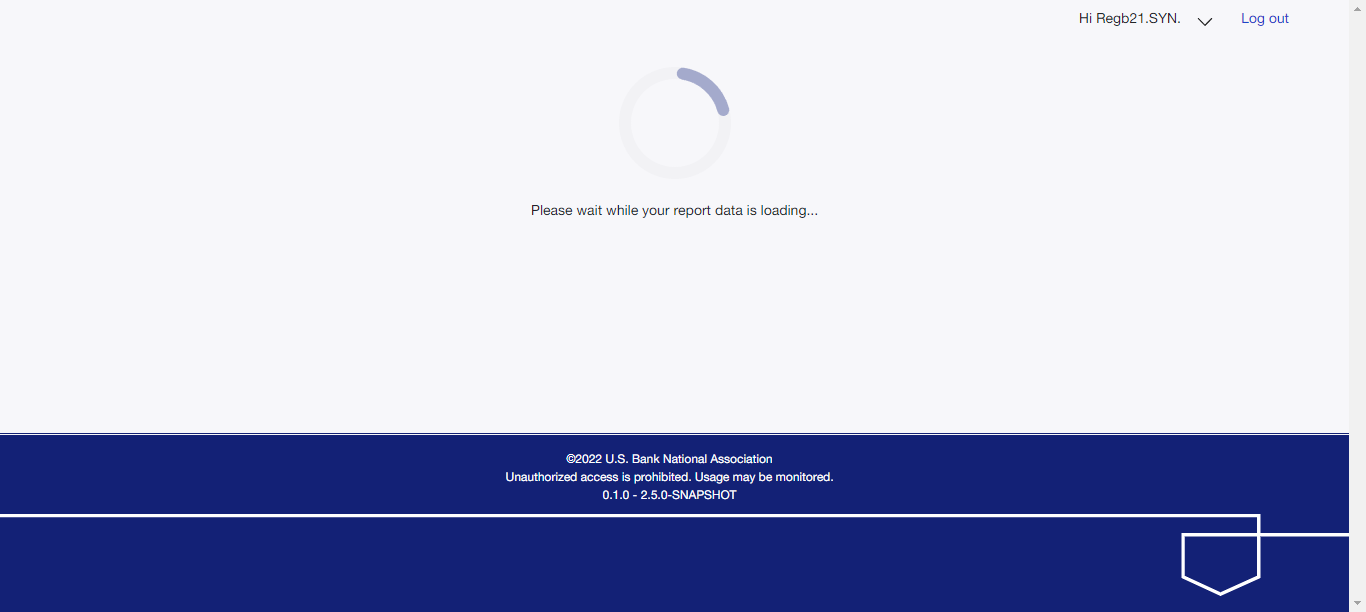 Hi Regb21.SYN.
Log out
Please wait while your report data is loading...
©2022 U.S. Bank National Association
Unauthorized access is prohibited. Usage may be monitored.
0.1.0 - 2.5.0-SNAPSHOT